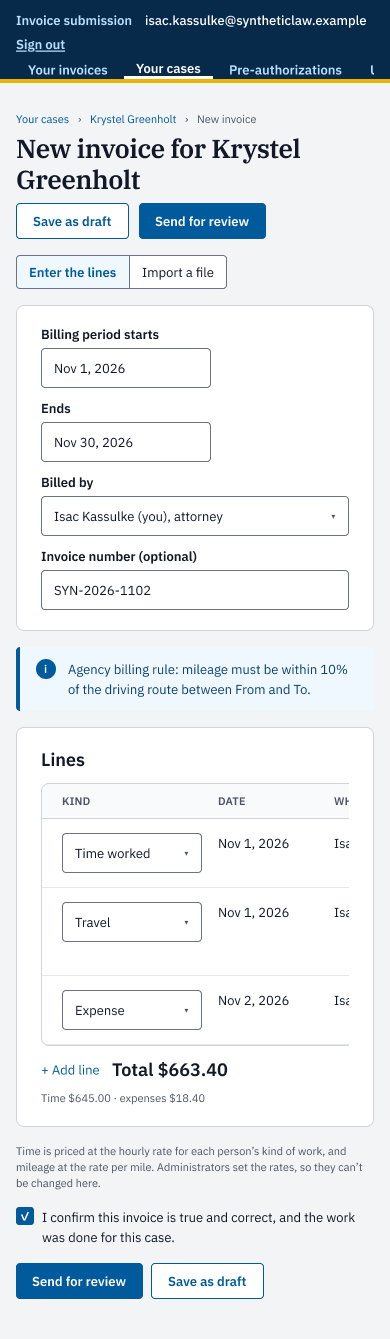 Invoice submission isac.kassulke@syntheticlaw.example
Sign out
Your invoices Your cases Pre-authorizations
Your cases › Krystel Greenholt › New invoice
New invoice for Krystel
Greenholt
Save as draft Send for review
Enter the lines Import a file
Billing period starts
Nov 1, 2026
Ends
Nov 30, 2026
Billed by
Isac Kassulke (you), attorney
Invoice number (optional)
SYN-2026-1102
i
Agency billing rule: mileage must be within 10%
of the driving route between From and To.
Lines
KIND DATE
Time worked Nov 1, 2026
Travel Nov 1, 2026
Expense Nov 2, 2026
+ Add line Total $663.40
Time $645.00 · expenses $18.40
Time is priced at the hourly rate for each person’s kind of work, and
mileage at the rate per mile. Administrators set the rates, so they can’t
be changed here.
I confirm this invoice is true and correct, and the work
was done for this case.
Send for review Save as draft